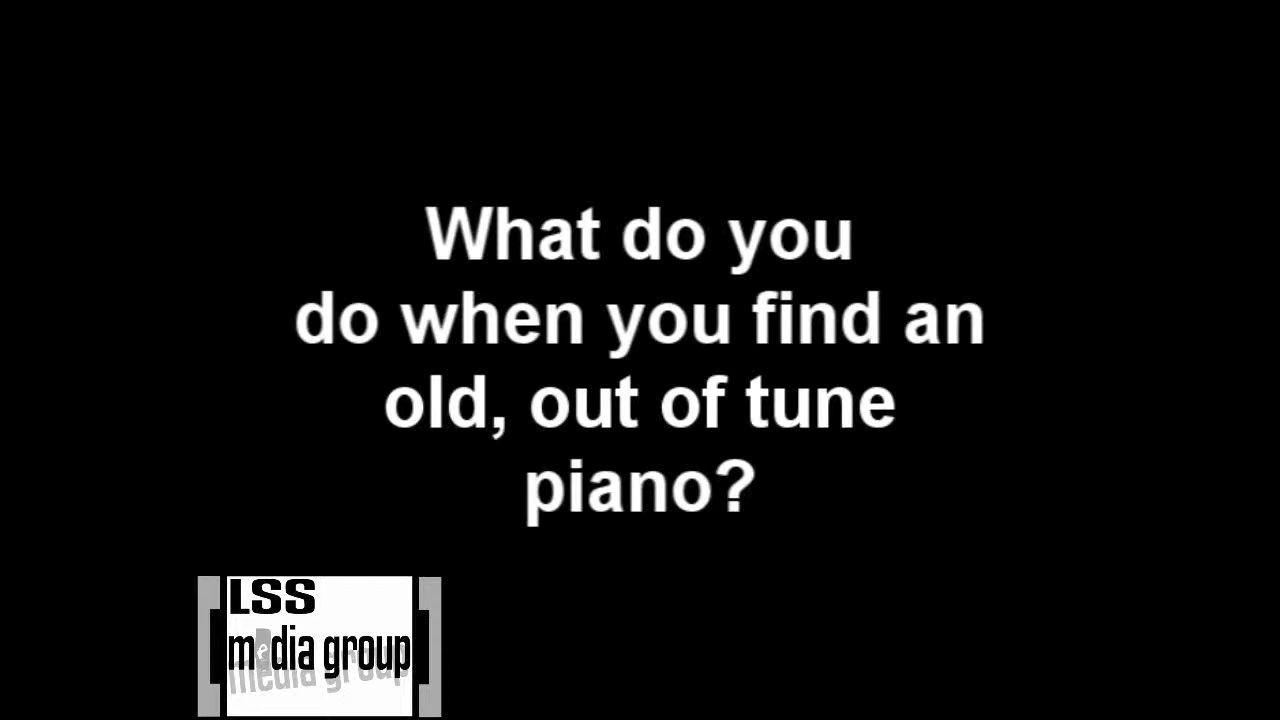 What do you
do when you find an
old, out of tune
piano?
LSS
media group